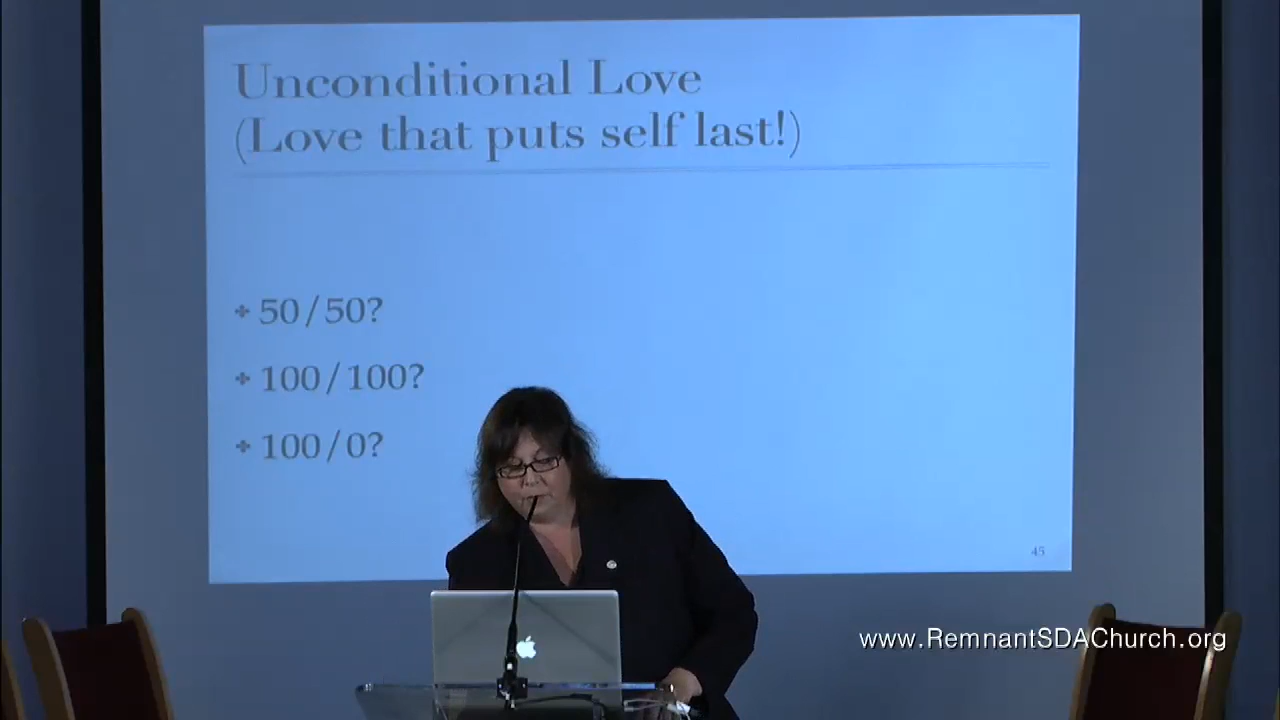 Unconditional Love
(Love that puts self last!)
50/50?
100/100?
100/0?
45
www.RemnantSDAChurch.org